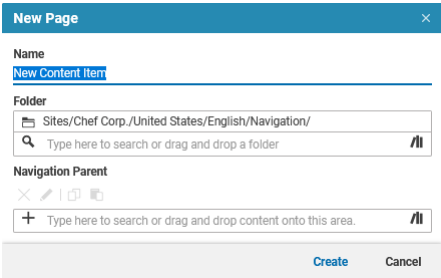 New Page
Name
New Content Item
Folder
Sites/Chef Corp./United States/English/Navigation/
Type here to search or drag and drop a folder
Navigation Parent
Type here to search or drag and drop content onto this area.
Create Cancel